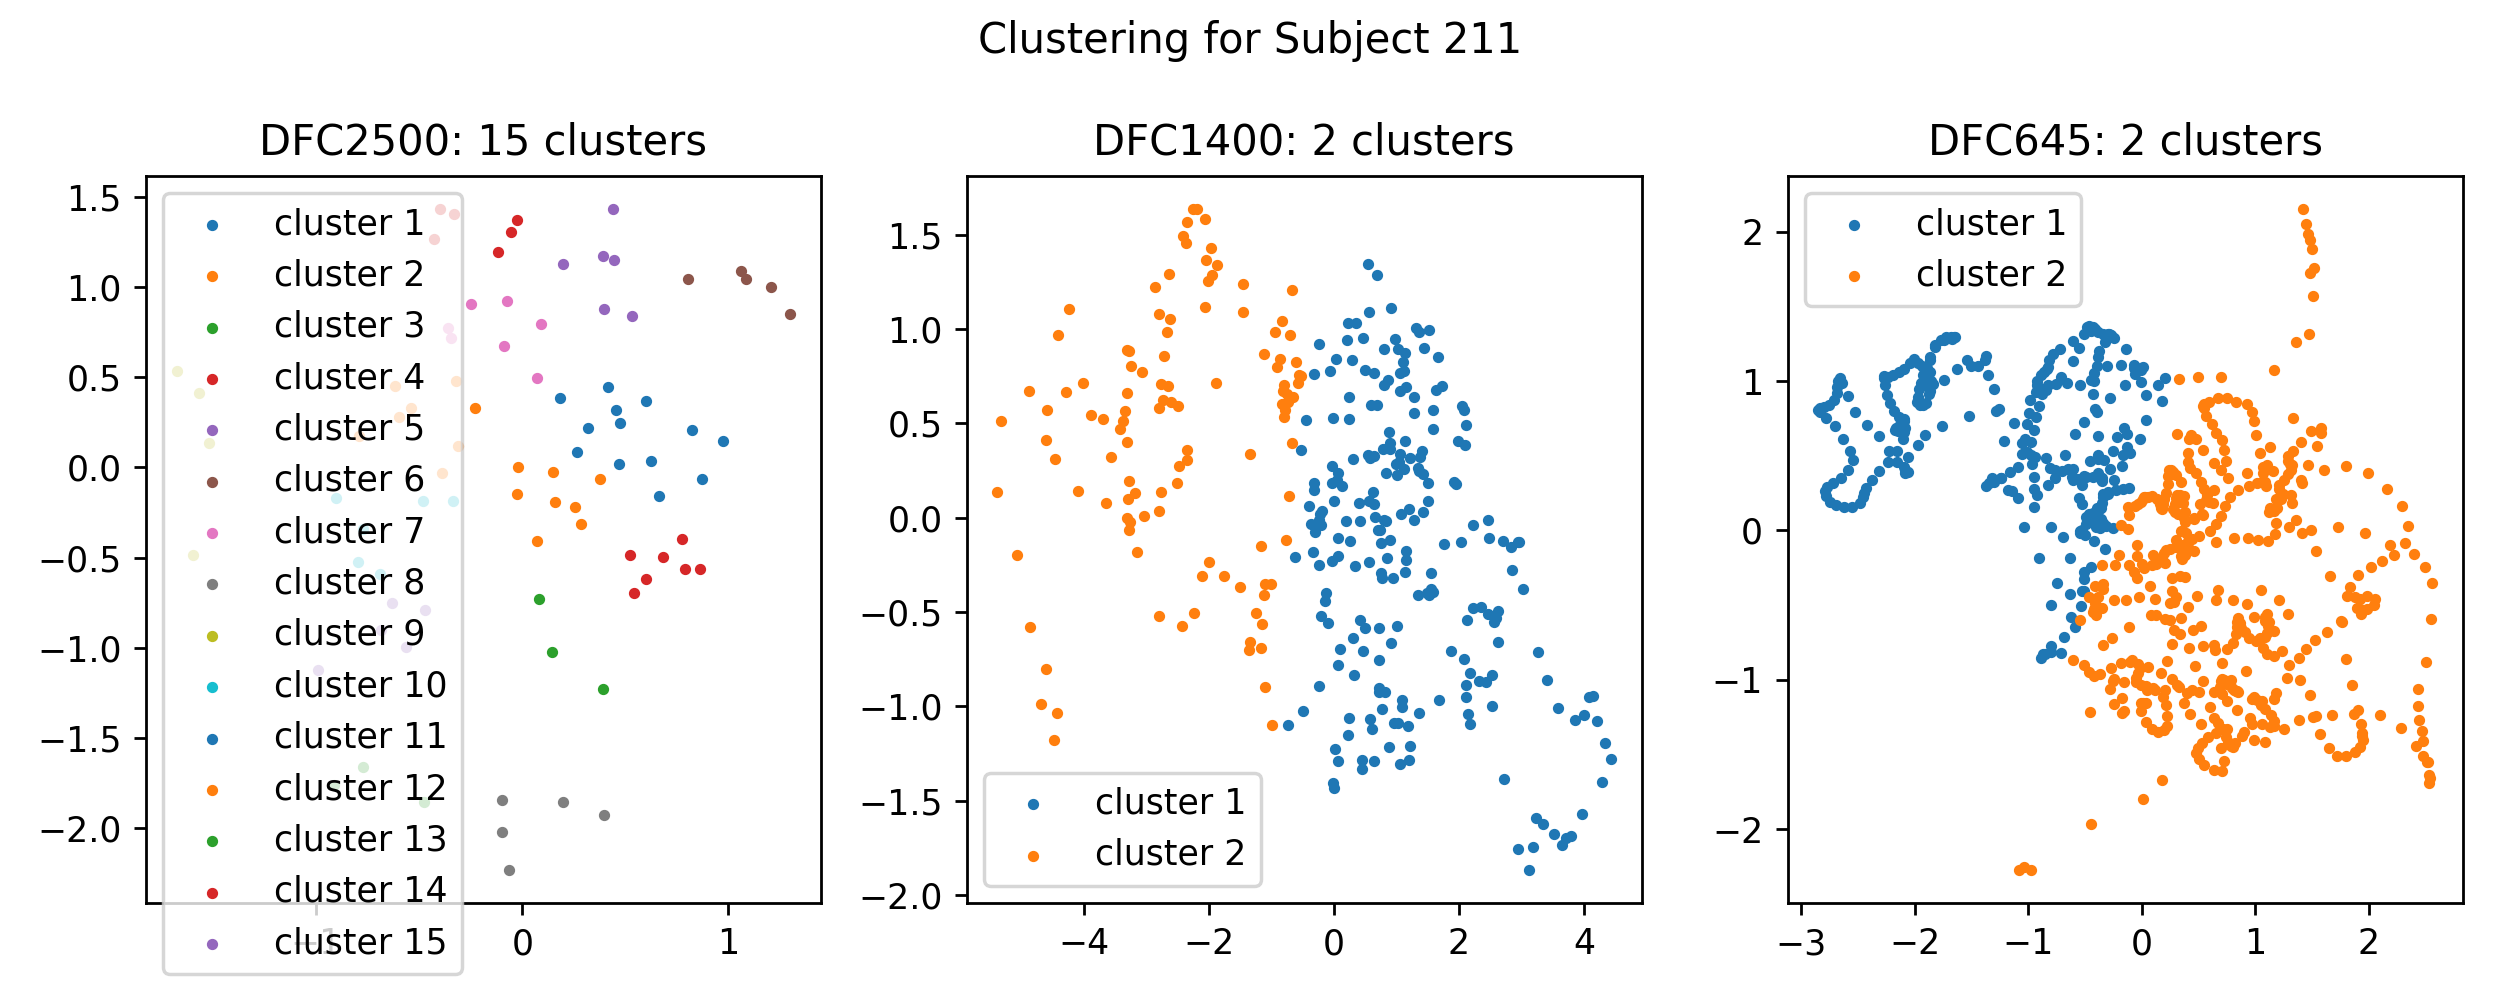 Clustering for Subject 211
DFC2500: 15 clusters
1.5
1.0
0.5
0.0
−0.5
−1.0
−1.5
−2.0
−1
0
1
cluster 1
cluster 2
cluster 3
cluster 4
cluster 5
cluster 6
cluster 7
cluster 8
cluster 9
cluster 10
cluster 11
cluster 12
cluster 13
cluster 14
cluster 15
DFC1400: 2 clusters
1.5
1.0
0.5
0.0
−0.5
−1.0
−1.5
−2.0
−4
−2
0
2
4
cluster 1
cluster 2
DFC645: 2 clusters
2
1
0
−1
−2
−3
−2
−1
0
1
2
cluster 1
cluster 2